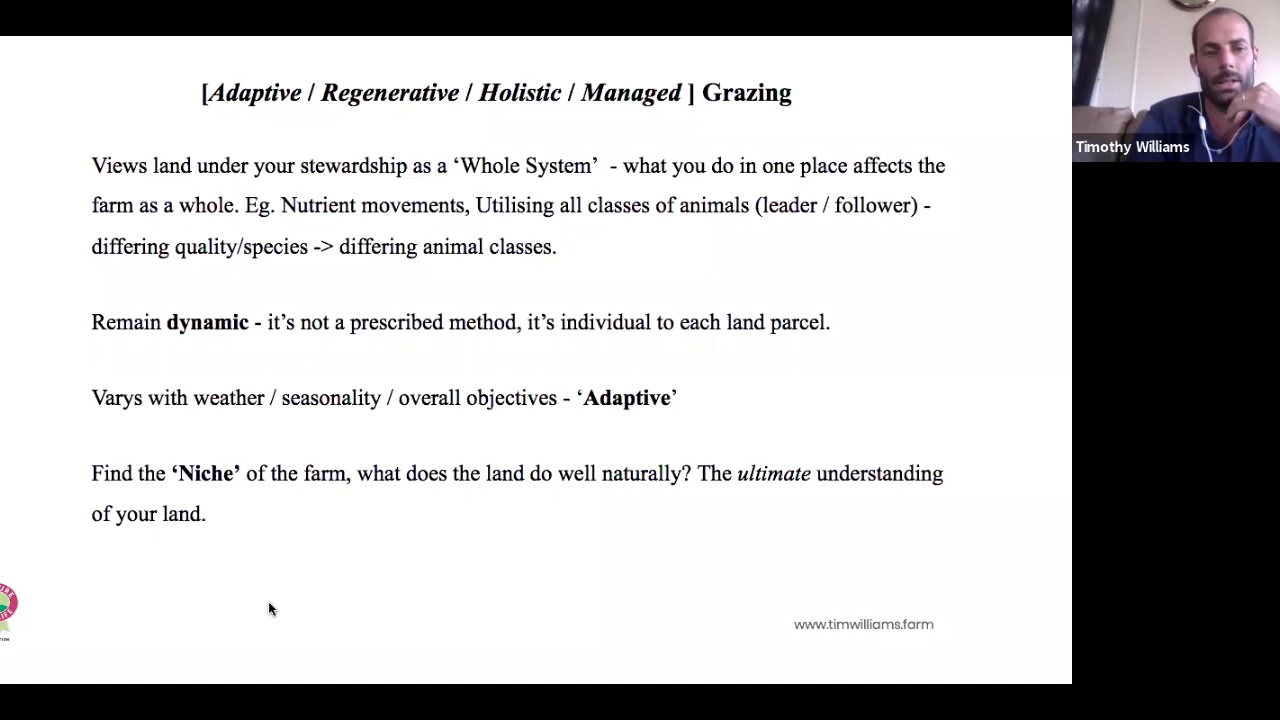 [Adaptive / Regenerative / Holistic / Managed ] Grazing
Timothy Williams
Views land under your stewardship as a ‘Whole System’ - what you do in one place affects the
farm as a whole. Eg. Nutrient movements, Utilising all classes of animals (leader / follower) -
differing quality/species -> differing animal classes.
Remain dynamic - it’s not a prescribed method, it’s individual to each land parcel.
Varys with weather / seasonality / overall objectives - ‘Adaptive’
Find the ‘Niche’ of the farm, what does the land do well naturally? The ultimate understanding
of your land.
www.timwilliams.farm